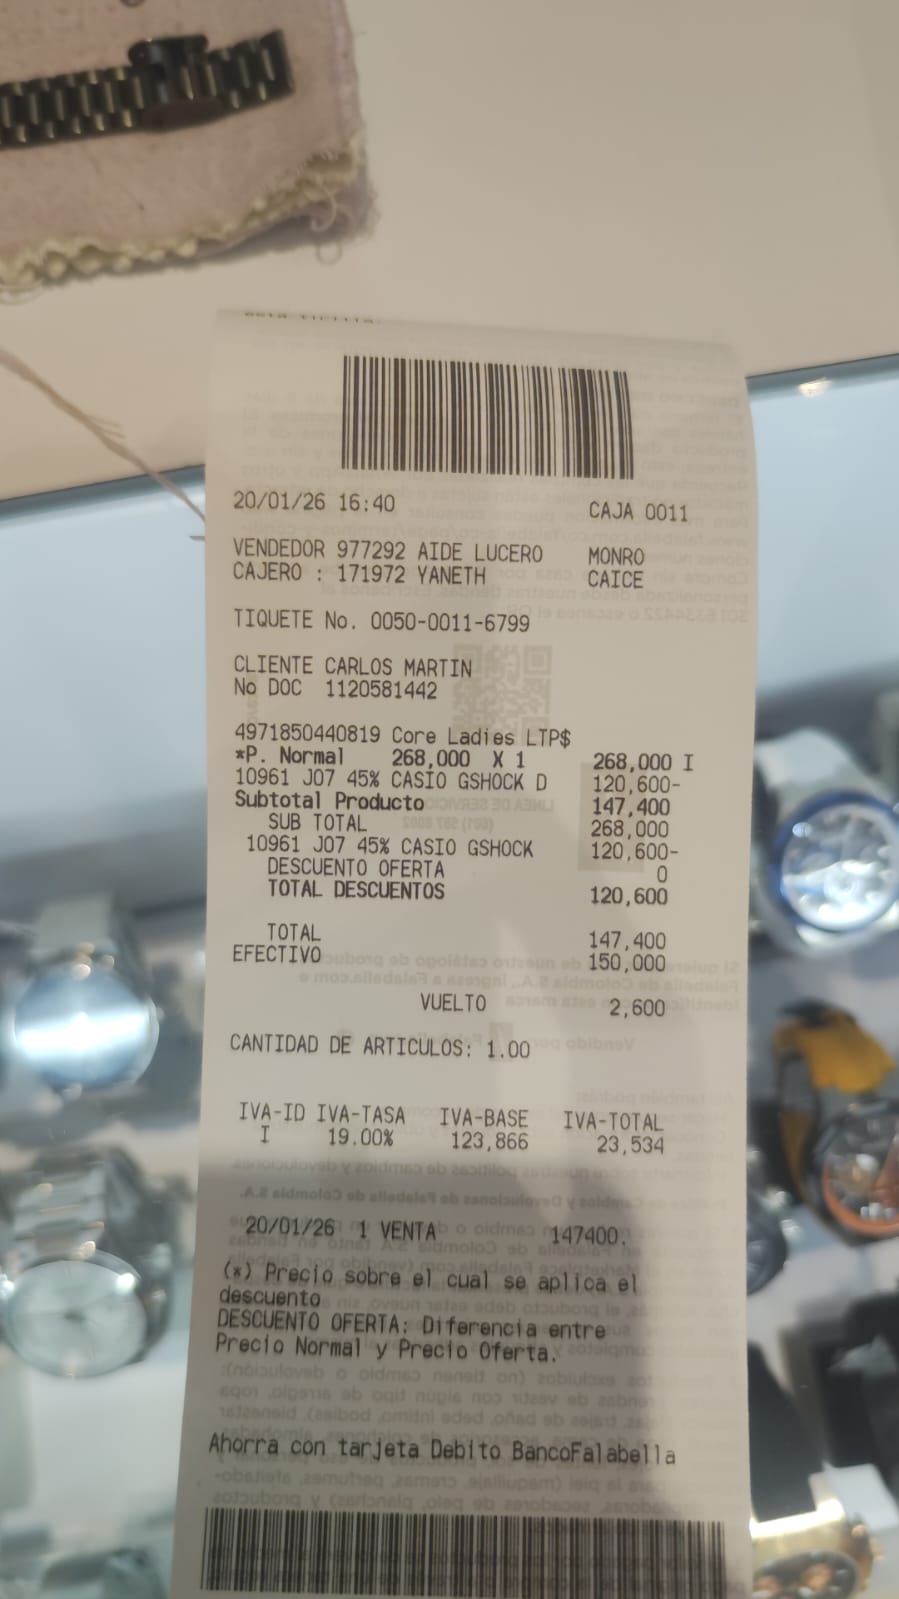 20/01/26 16:40 CAJA 0011
VENDEDOR 977292 AIDE LUCERO MONRO
CAJERO : 171972 YANETH CAICE
TIQUETE No. 0050-0011-6799
CLIENTE CARLOS MARTIN
No DOC 1120581442
4971850440819 Core Ladies LTP$
*P. Normal 268,000 X 1 268,000 I
10961 J07 45% CASIO GSHOCK D 120,600-
Subtotal Producto 147,400
SUB TOTAL 268,000
10961 J07 45% CASIO GSHOCK 120,600-
DESCUENTO OFERTA 0
TOTAL DESCUENTOS 120,600
TOTAL 147,400
EFECTIVO 150,000
VUELTO 2,600
CANTIDAD DE ARTICULOS: 1.00
IVA-ID IVA-TASA IVA-BASE IVA-TOTAL
I 19.00% 123,866 23,534
20/01/26 1 VENTA 147400.
(*) Precio sobre el cual se aplica el
descuento
DESCUENTO OFERTA: Diferencia entre
Precio Normal y Precio Oferta.
Ahorra con tarjeta Debito BancoFalabella